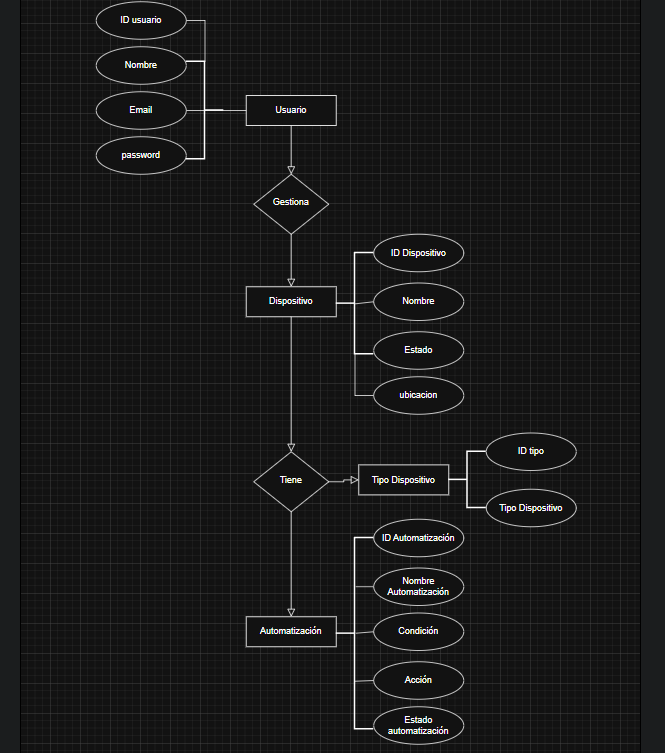 ID usuario
Nombre
Email
password
Usuario
Gestiona
Dispositivo
ID Dispositivo
Nombre
Estado
ubicacion
Tiene
Tipo Dispositivo
ID tipo
Tipo Dispositivo
Automatización
ID Automatización
Nombre
Automatización
Condición
Acción
Estado
automatización